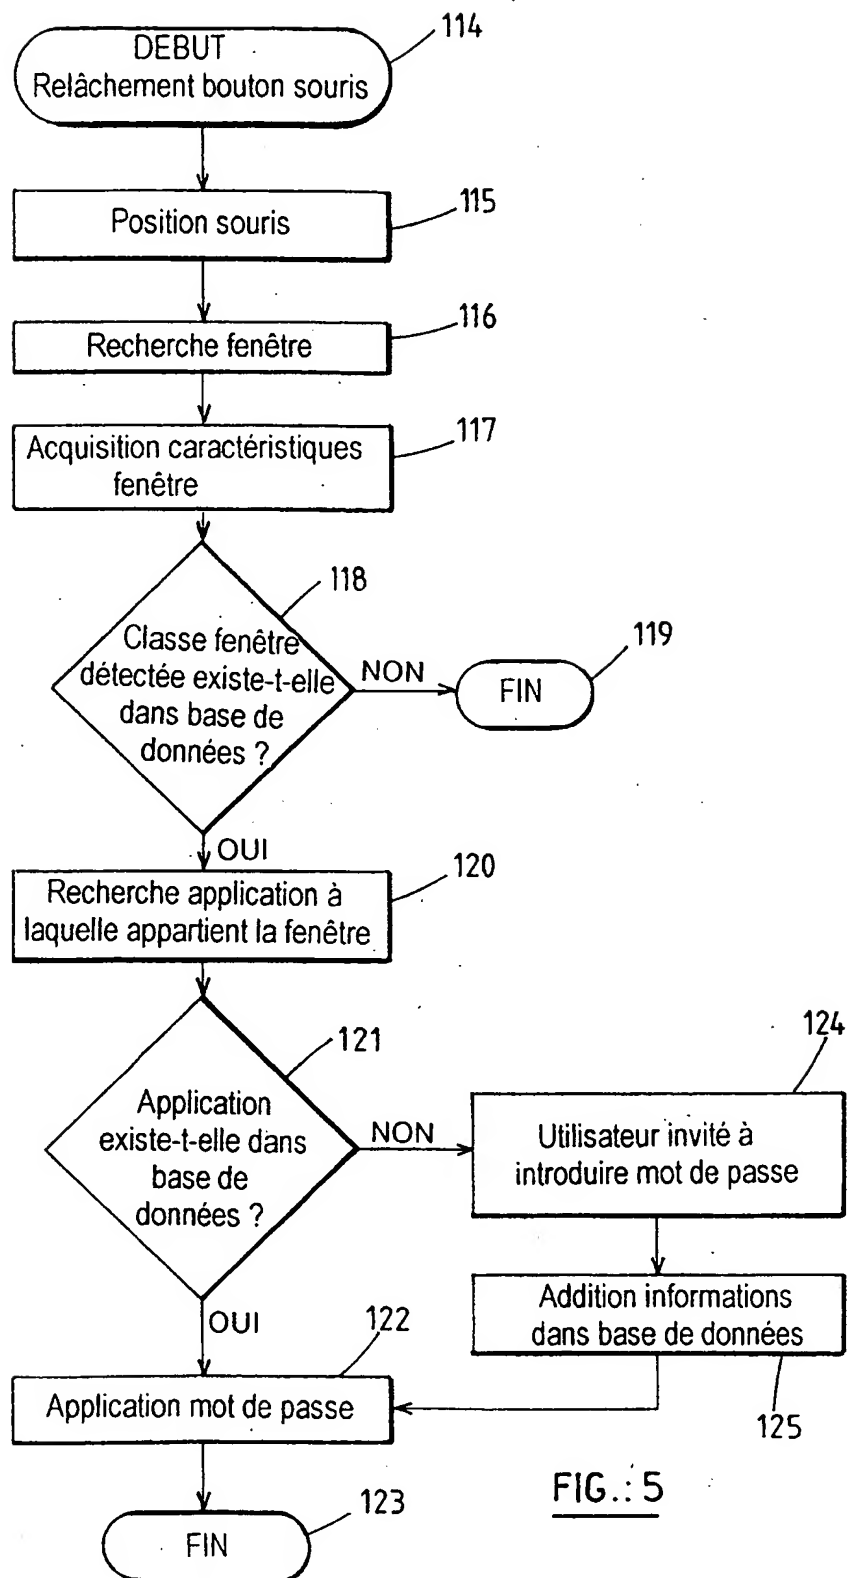 114
DEBUT
Relâchement bouton souris
115
Position souris
116
Recherche fenêtre
117
Acquisition caractéristiques
fenêtre
118
Classe fenêtre
détectée existe-t-elle
dans base de
données ?
NON
119
FIN
OUI
120
Recherche application à
laquelle appartient la fenêtre
121
Application
existe-t-elle dans
base de
données ?
NON
124
Utilisateur invité à
introduire mot de passe
Addition informations
dans base de données
125
OUI
122
Application mot de passe
123
FIN
FIG.: 5